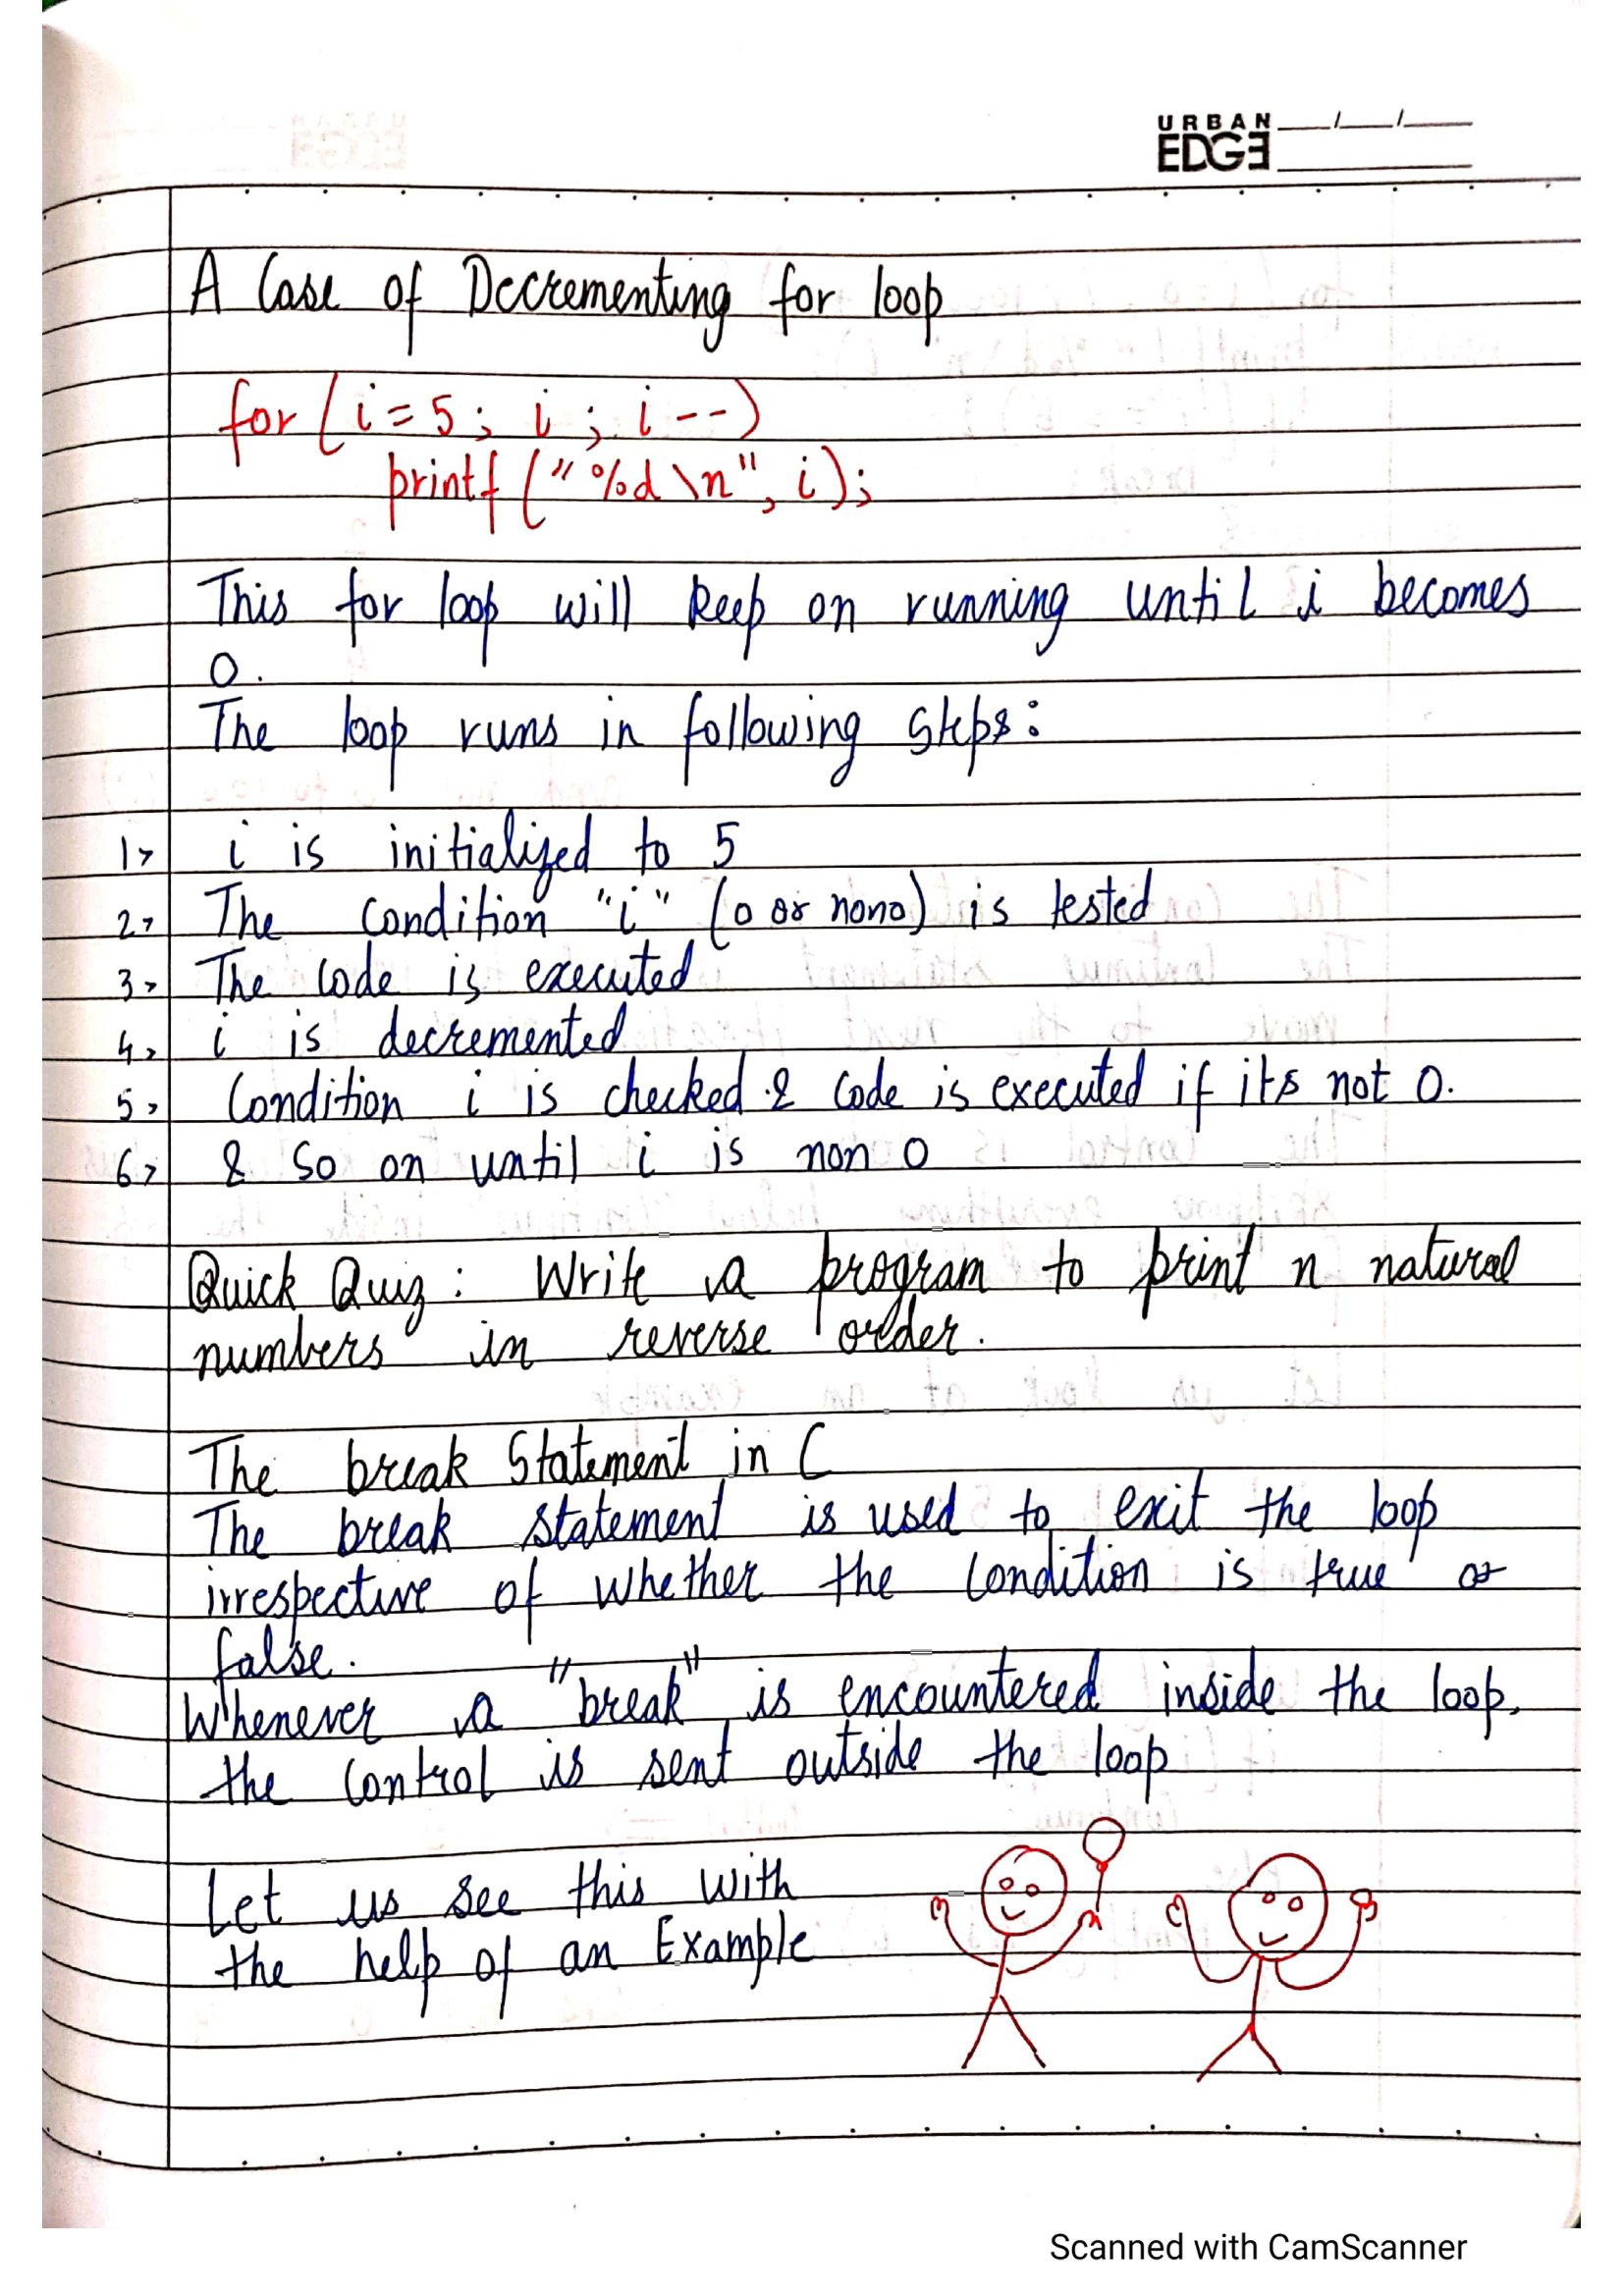 URBAN
EDGE
A Case of Decrementing for loop
for (i=5; i; i--)
printf ("%d\n", i);
This for loop will keep on running until i becomes
0.
The loop runs in following steps:
1> i is initialized to 5
2> The Condition "i" (0 or non0) is tested
3> The Code is executed
4> i is decremented
5> Condition i is checked & Code is executed if its not 0.
6> & So on until i is non 0
Quick Quiz: Write a program to print n natural
numbers in reverse order.
The break Statement in C
The break statement is used to exit the loop
irrespective of whether the Condition is true or
false.
Whenever a "break" is encountered inside the loop,
the Control is sent outside the loop
Let us see this with
the help of an Example
Scanned with CamScanner